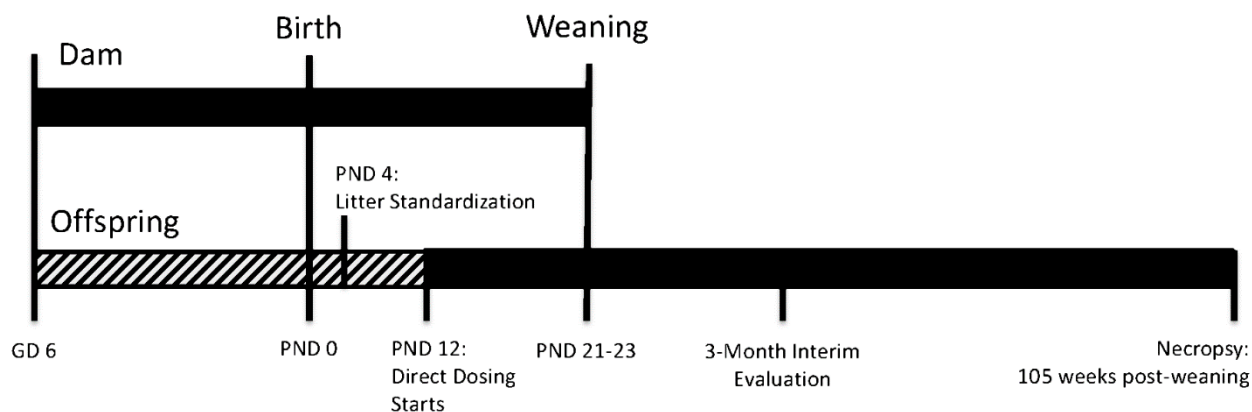 Birth
Weaning
Dam
PND 4:
Litter Standardization
Offspring
GD 6
PND 0
PND 12:
Direct Dosing
Starts
PND 21-23
3-Month Interim
Evaluation
Necropsy:
105 weeks post-weaning